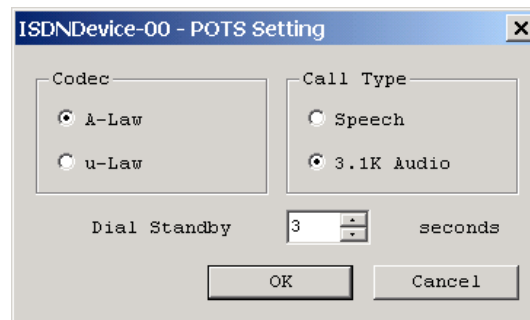 ISDNDevice-00 - POTS Setting
Codec
A-Law
u-Law
Call Type
Speech
3.1K Audio
Dial Standby 3 seconds
OK Cancel